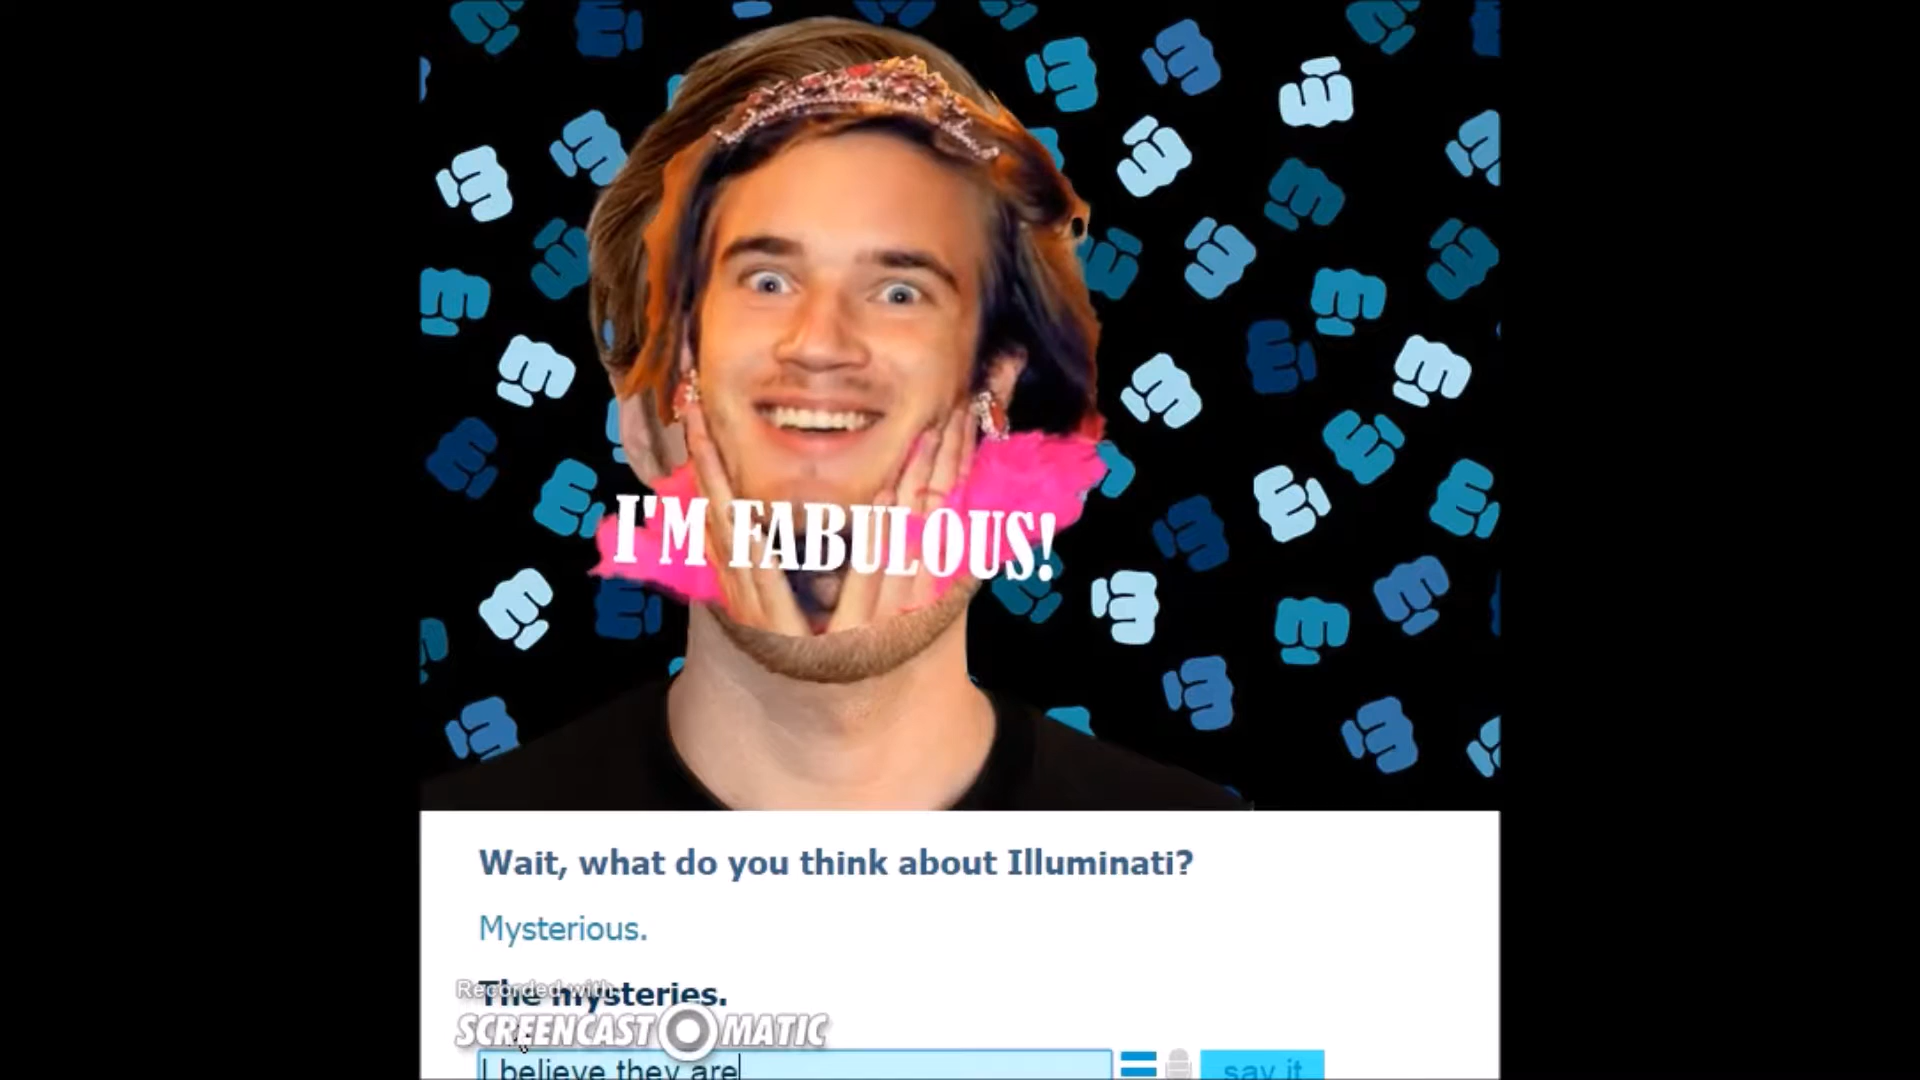 I'M FABULOUS!
Wait, what do you think about Illuminati?
Mysterious.
The mysteries.
Recorded with
SCREENCAST MATIC
I believe they are
say it